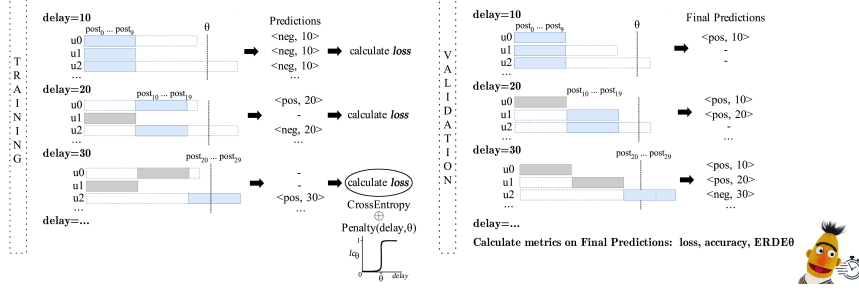 TRAINING
delay=10
post0 ... post9
θ
u0
u1
u2
...
Predictions
<neg, 10>
<neg, 10>
<neg, 10>
...
calculate loss
delay=20
post10 ... post19
u0
u1
u2
...
<pos, 20>
-
<neg, 20>
...
calculate loss
delay=30
post20 ... post29
u0
u1
u2
...
-
-
<pos, 30>
...
calculate loss
CrossEntropy
⊕
Penalty(delay,θ)
1
lcθ
0
θ
delay
delay=...
VALIDATION
delay=10
post0 ... post9
θ
u0
u1
u2
...
Final Predictions
<pos, 10>
-
-
delay=20
post10 ... post19
u0
u1
u2
...
<pos, 10>
<pos, 20>
-
...
delay=30
post20 ... post29
u0
u1
u2
...
<pos, 10>
<pos, 20>
<neg, 30>
...
delay=...
Calculate metrics on Final Predictions: loss, accuracy, ERDEθ